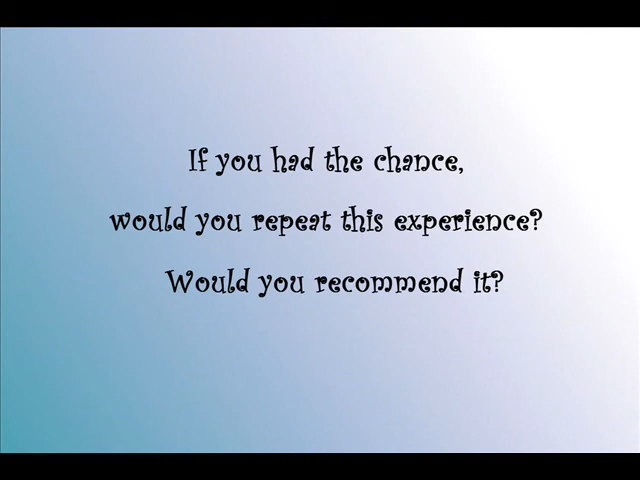 If you had the chance,
would you repeat this experience?
Would you recommend it?